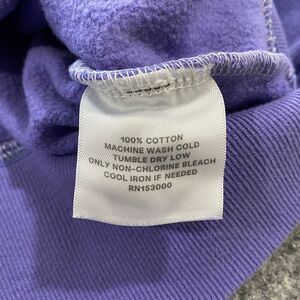 100% COTTON
MACHINE WASH COLD
TUMBLE DRY LOW
ONLY NON-CHLORINE BLEACH
COOL IRON IF NEEDED
RN153000